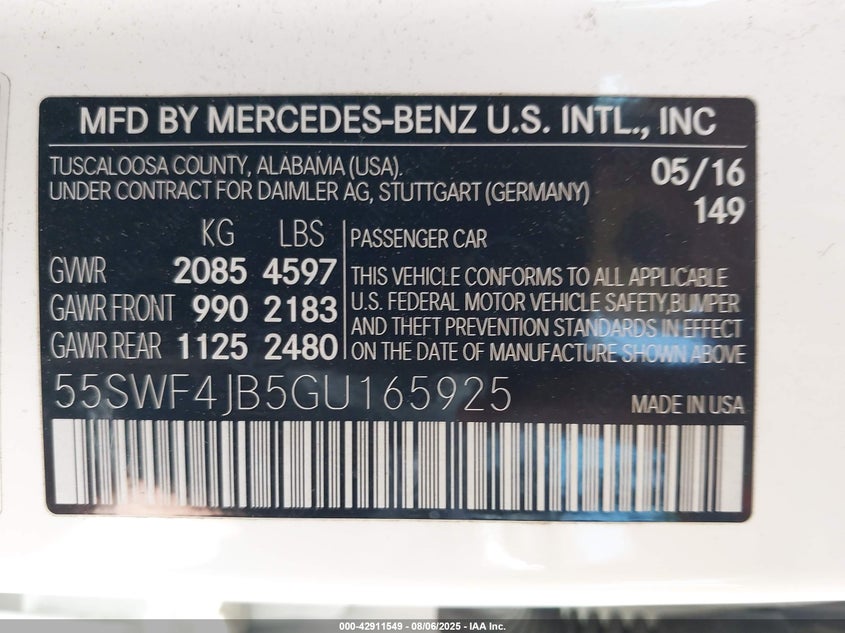 MFD BY MERCEDES-BENZ U.S. INTL., INC
TUSCALOOSA COUNTY, ALABAMA (USA).
UNDER CONTRACT FOR DAIMLER AG, STUTTGART (GERMANY)
05/16
149
KG LBS
GVWR 2085 4597
GAWR FRONT 990 2183
GAWR REAR 1125 2480
PASSENGER CAR
THIS VEHICLE CONFORMS TO ALL APPLICABLE
U.S. FEDERAL MOTOR VEHICLE SAFETY,BUMPER
AND THEFT PREVENTION STANDARDS IN EFFECT
ON THE DATE OF MANUFACTURE SHOWN ABOVE
55SWF4JB5GU165925
MADE IN USA
000-42911549 - 08/06/2025 - IAA Inc.